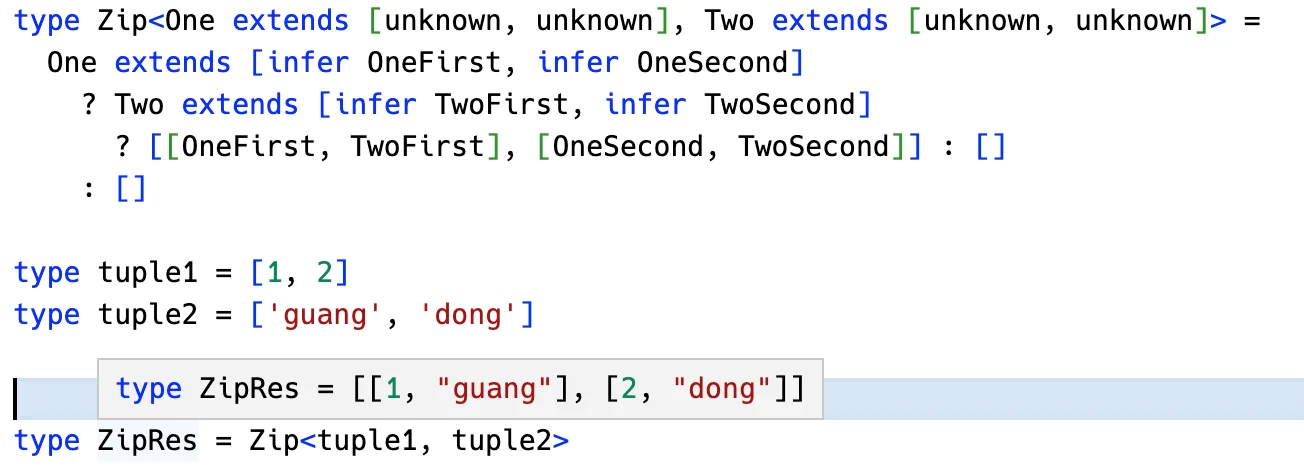 type Zip<One extends [unknown, unknown], Two extends [unknown, unknown]> =
  One extends [infer OneFirst, infer OneSecond]
    ? Two extends [infer TwoFirst, infer TwoSecond]
      ? [[OneFirst, TwoFirst], [OneSecond, TwoSecond]] : []
    : []
type tuple1 = [1, 2]
type tuple2 = ['guang', 'dong']
type ZipRes = [[1, "guang"], [2, "dong"]]
type ZipRes = Zip<tuple1, tuple2>